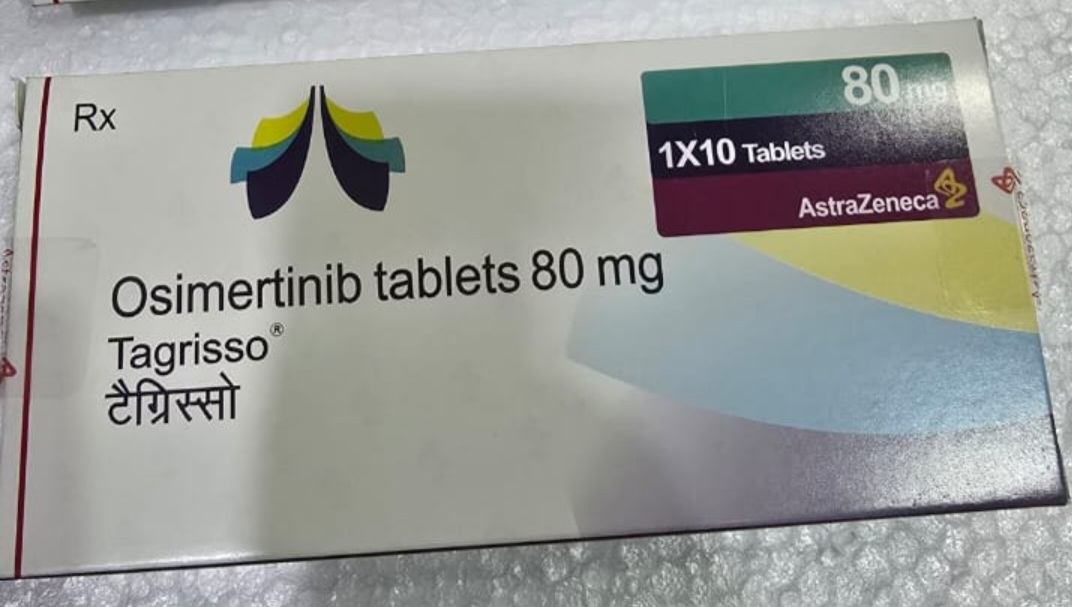 Rx
80 mg
1X10 Tablets
AstraZeneca
Osimertinib tablets 80 mg
Tagrisso®
टैग्रिस्सो